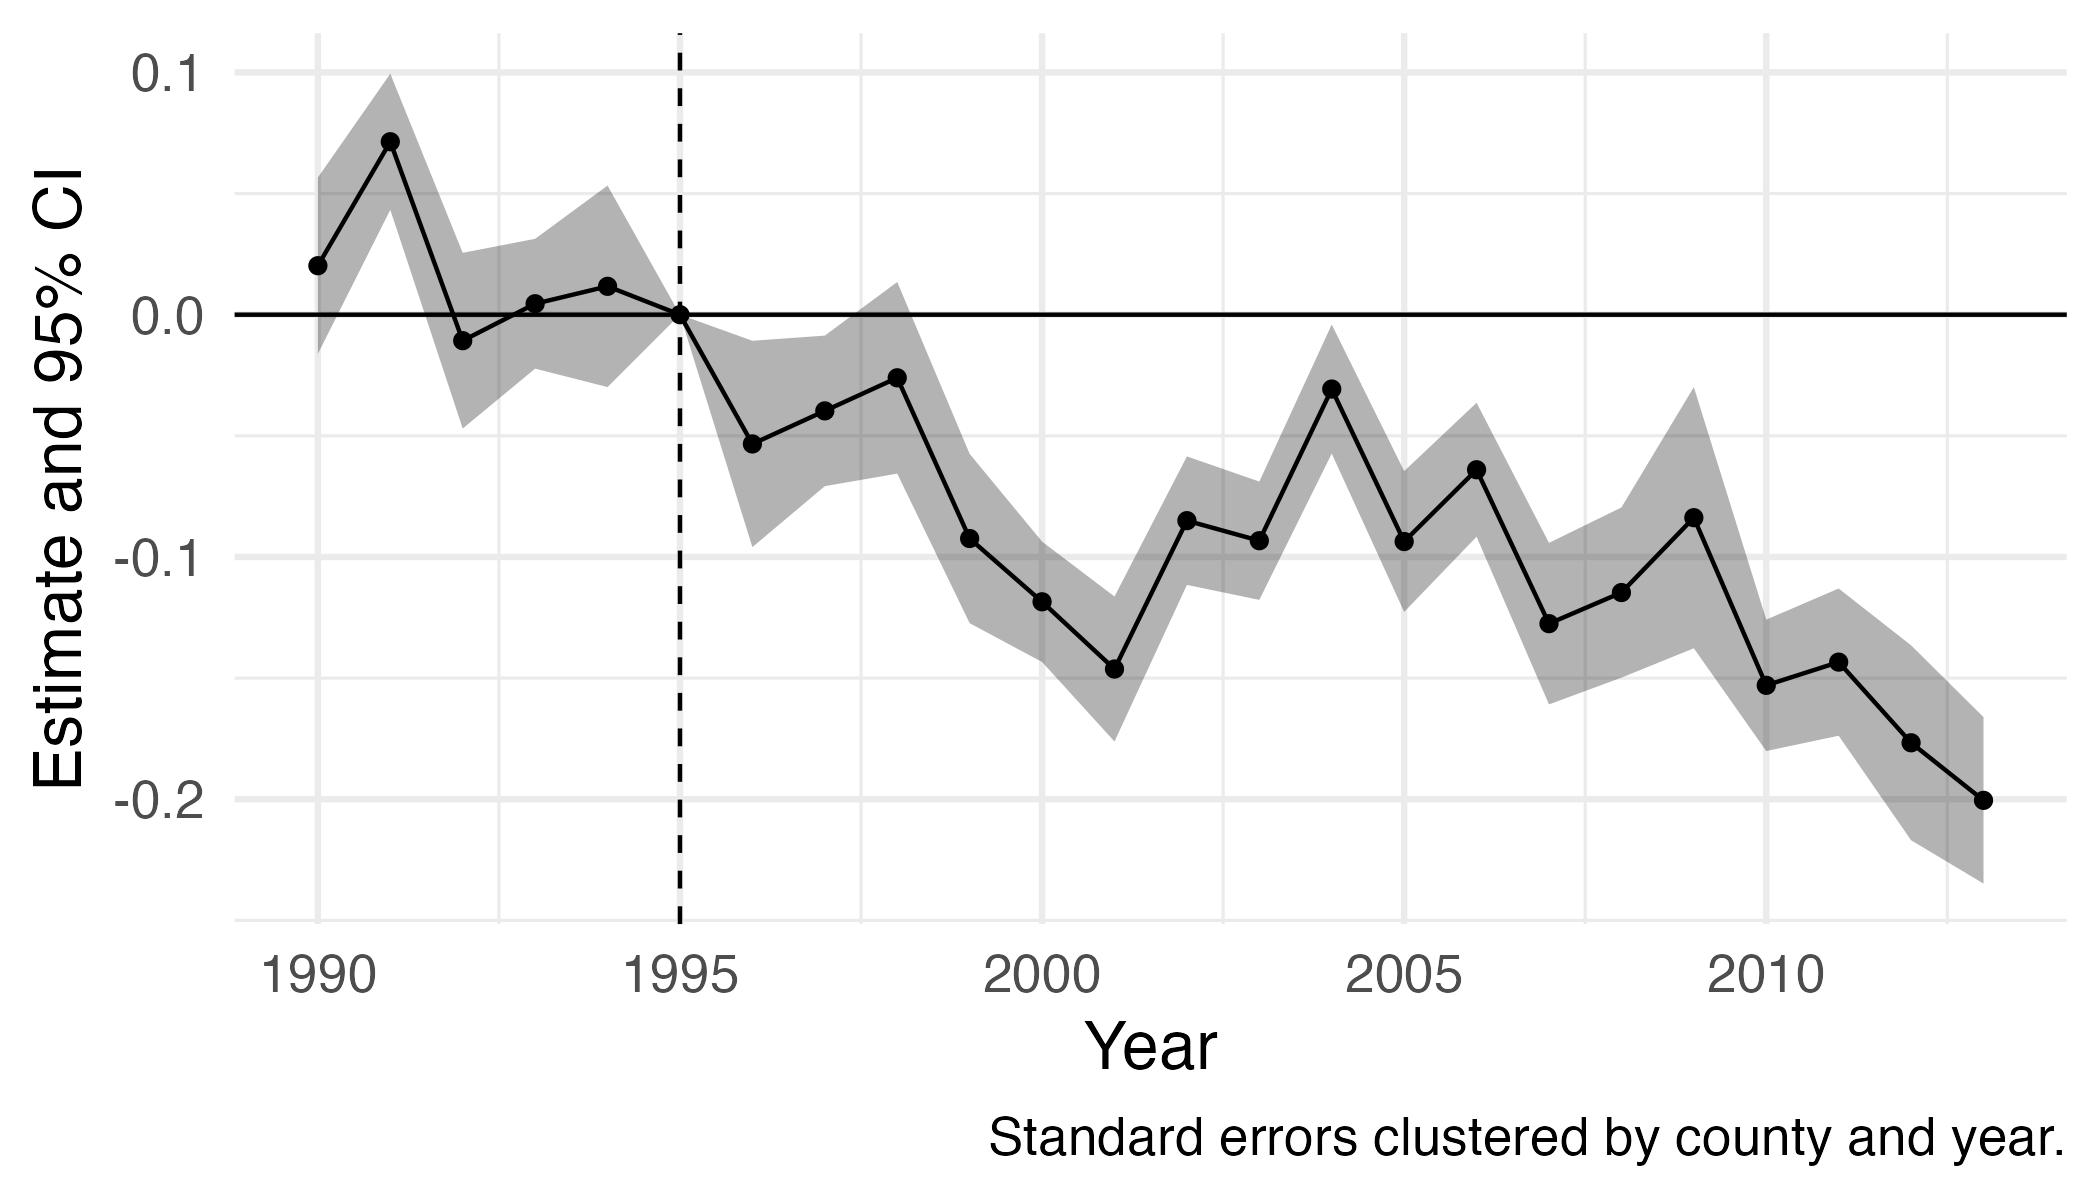 Estimate and 95% CI
0.1
0.0
-0.1
-0.2
1990 1995 2000 2005 2010
Year
Standard errors clustered by county and year.